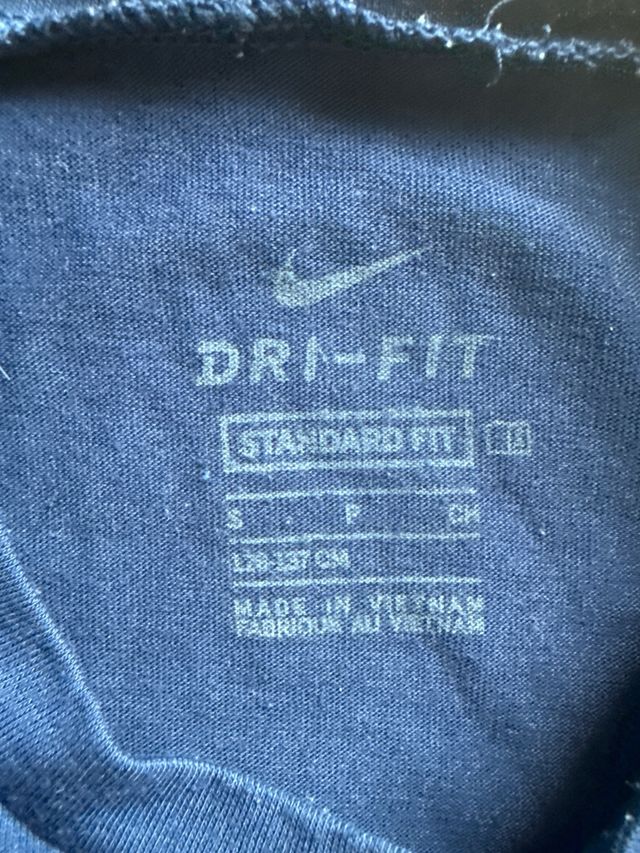 DRI-FIT
STANDARD FIT
S P CH
128-137 CM
MADE IN VIETNAM
FABRIQUE AU VIETNAM